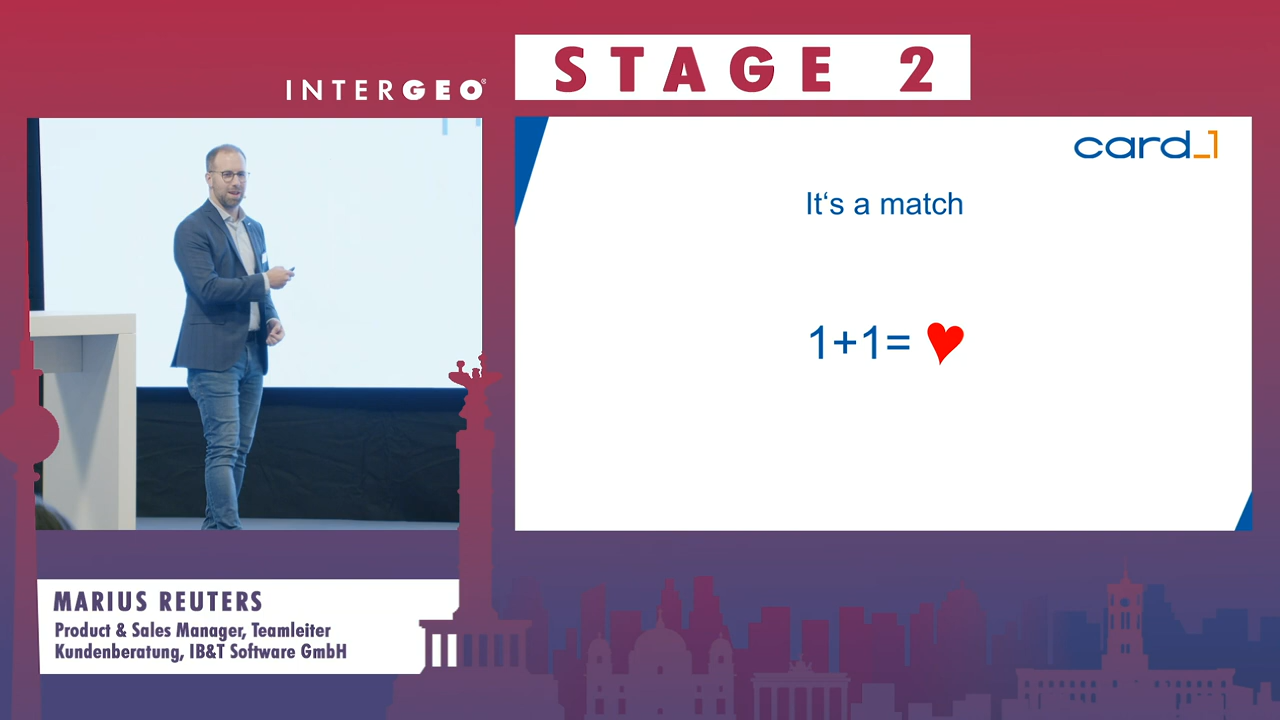 INTERGEO®
STAGE 2
card_1
It‘s a match
1+1= ♥
MARIUS REUTERS
Product & Sales Manager, Teamleiter
Kundenberatung, IB&T Software GmbH